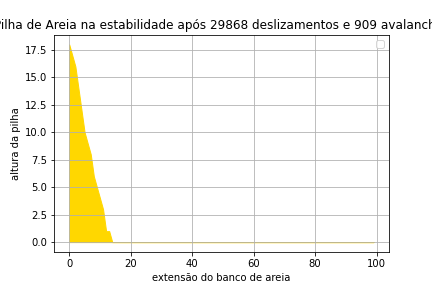 ilha de Areia na estabilidade após 29868 deslizamentos e 909 avalanch
17.5
15.0
12.5
10.0
7.5
5.0
2.5
0.0
altura da pilha
0 20 40 60 80 100
extensão do banco de areia